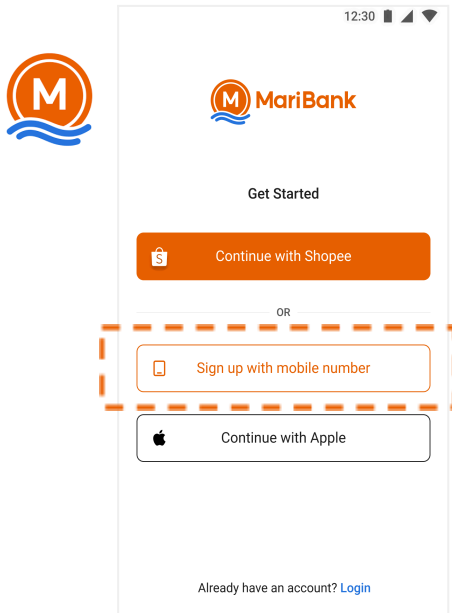 12:30
M
M MariBank
Get Started
S Continue with Shopee
OR
Sign up with mobile number
Continue with Apple
Already have an account? Login